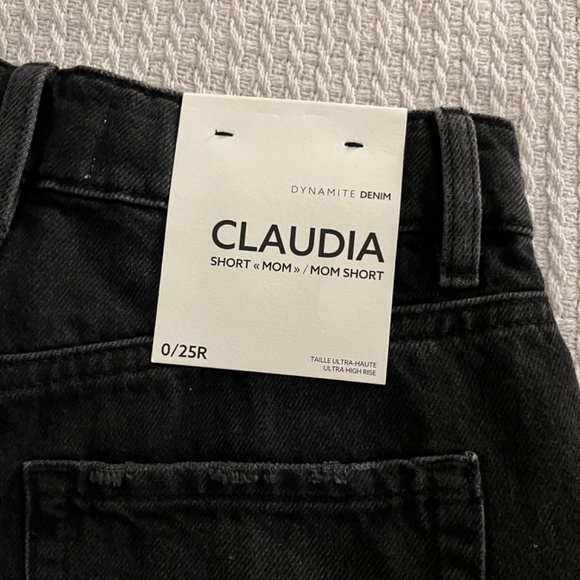 DYNAMITE DENIM
CLAUDIA
SHORT « MOM » / MOM SHORT
0/25R
TAILLE ULTRA-HAUTE
ULTRA HIGH RISE